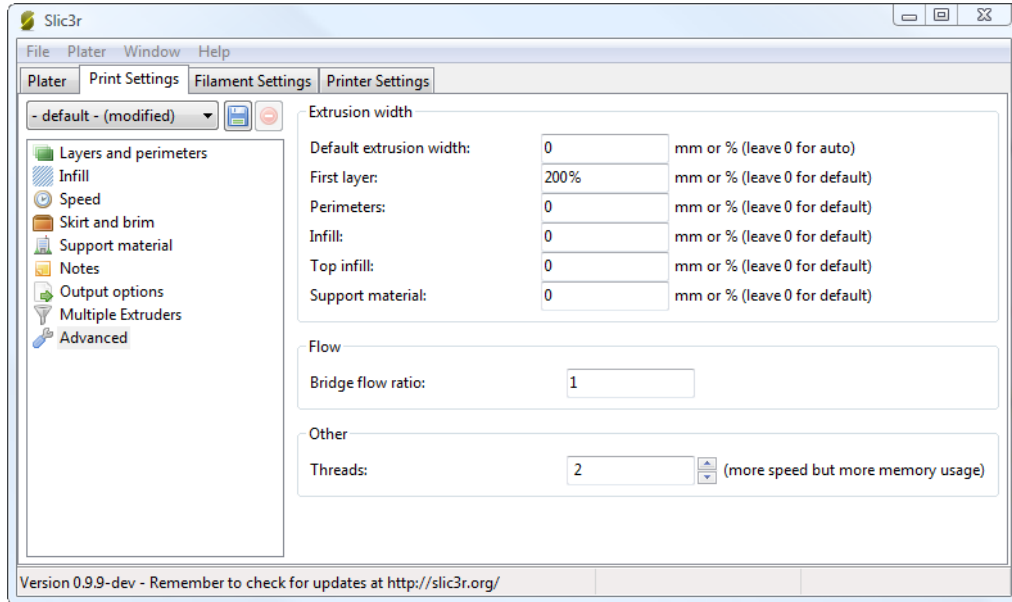 Slic3r
File Plater Window Help
Plater Print Settings Filament Settings Printer Settings
- default - (modified)
Layers and perimeters
Infill
Speed
Skirt and brim
Support material
Notes
Output options
Multiple Extruders
Advanced
Extrusion width
Default extrusion width: 0 mm or % (leave 0 for auto)
First layer: 200% mm or % (leave 0 for default)
Perimeters: 0 mm or % (leave 0 for default)
Infill: 0 mm or % (leave 0 for default)
Top infill: 0 mm or % (leave 0 for default)
Support material: 0 mm or % (leave 0 for default)
Flow
Bridge flow ratio: 1
Other
Threads: 2 (more speed but more memory usage)
Version 0.9.9-dev - Remember to check for updates at http://slic3r.org/